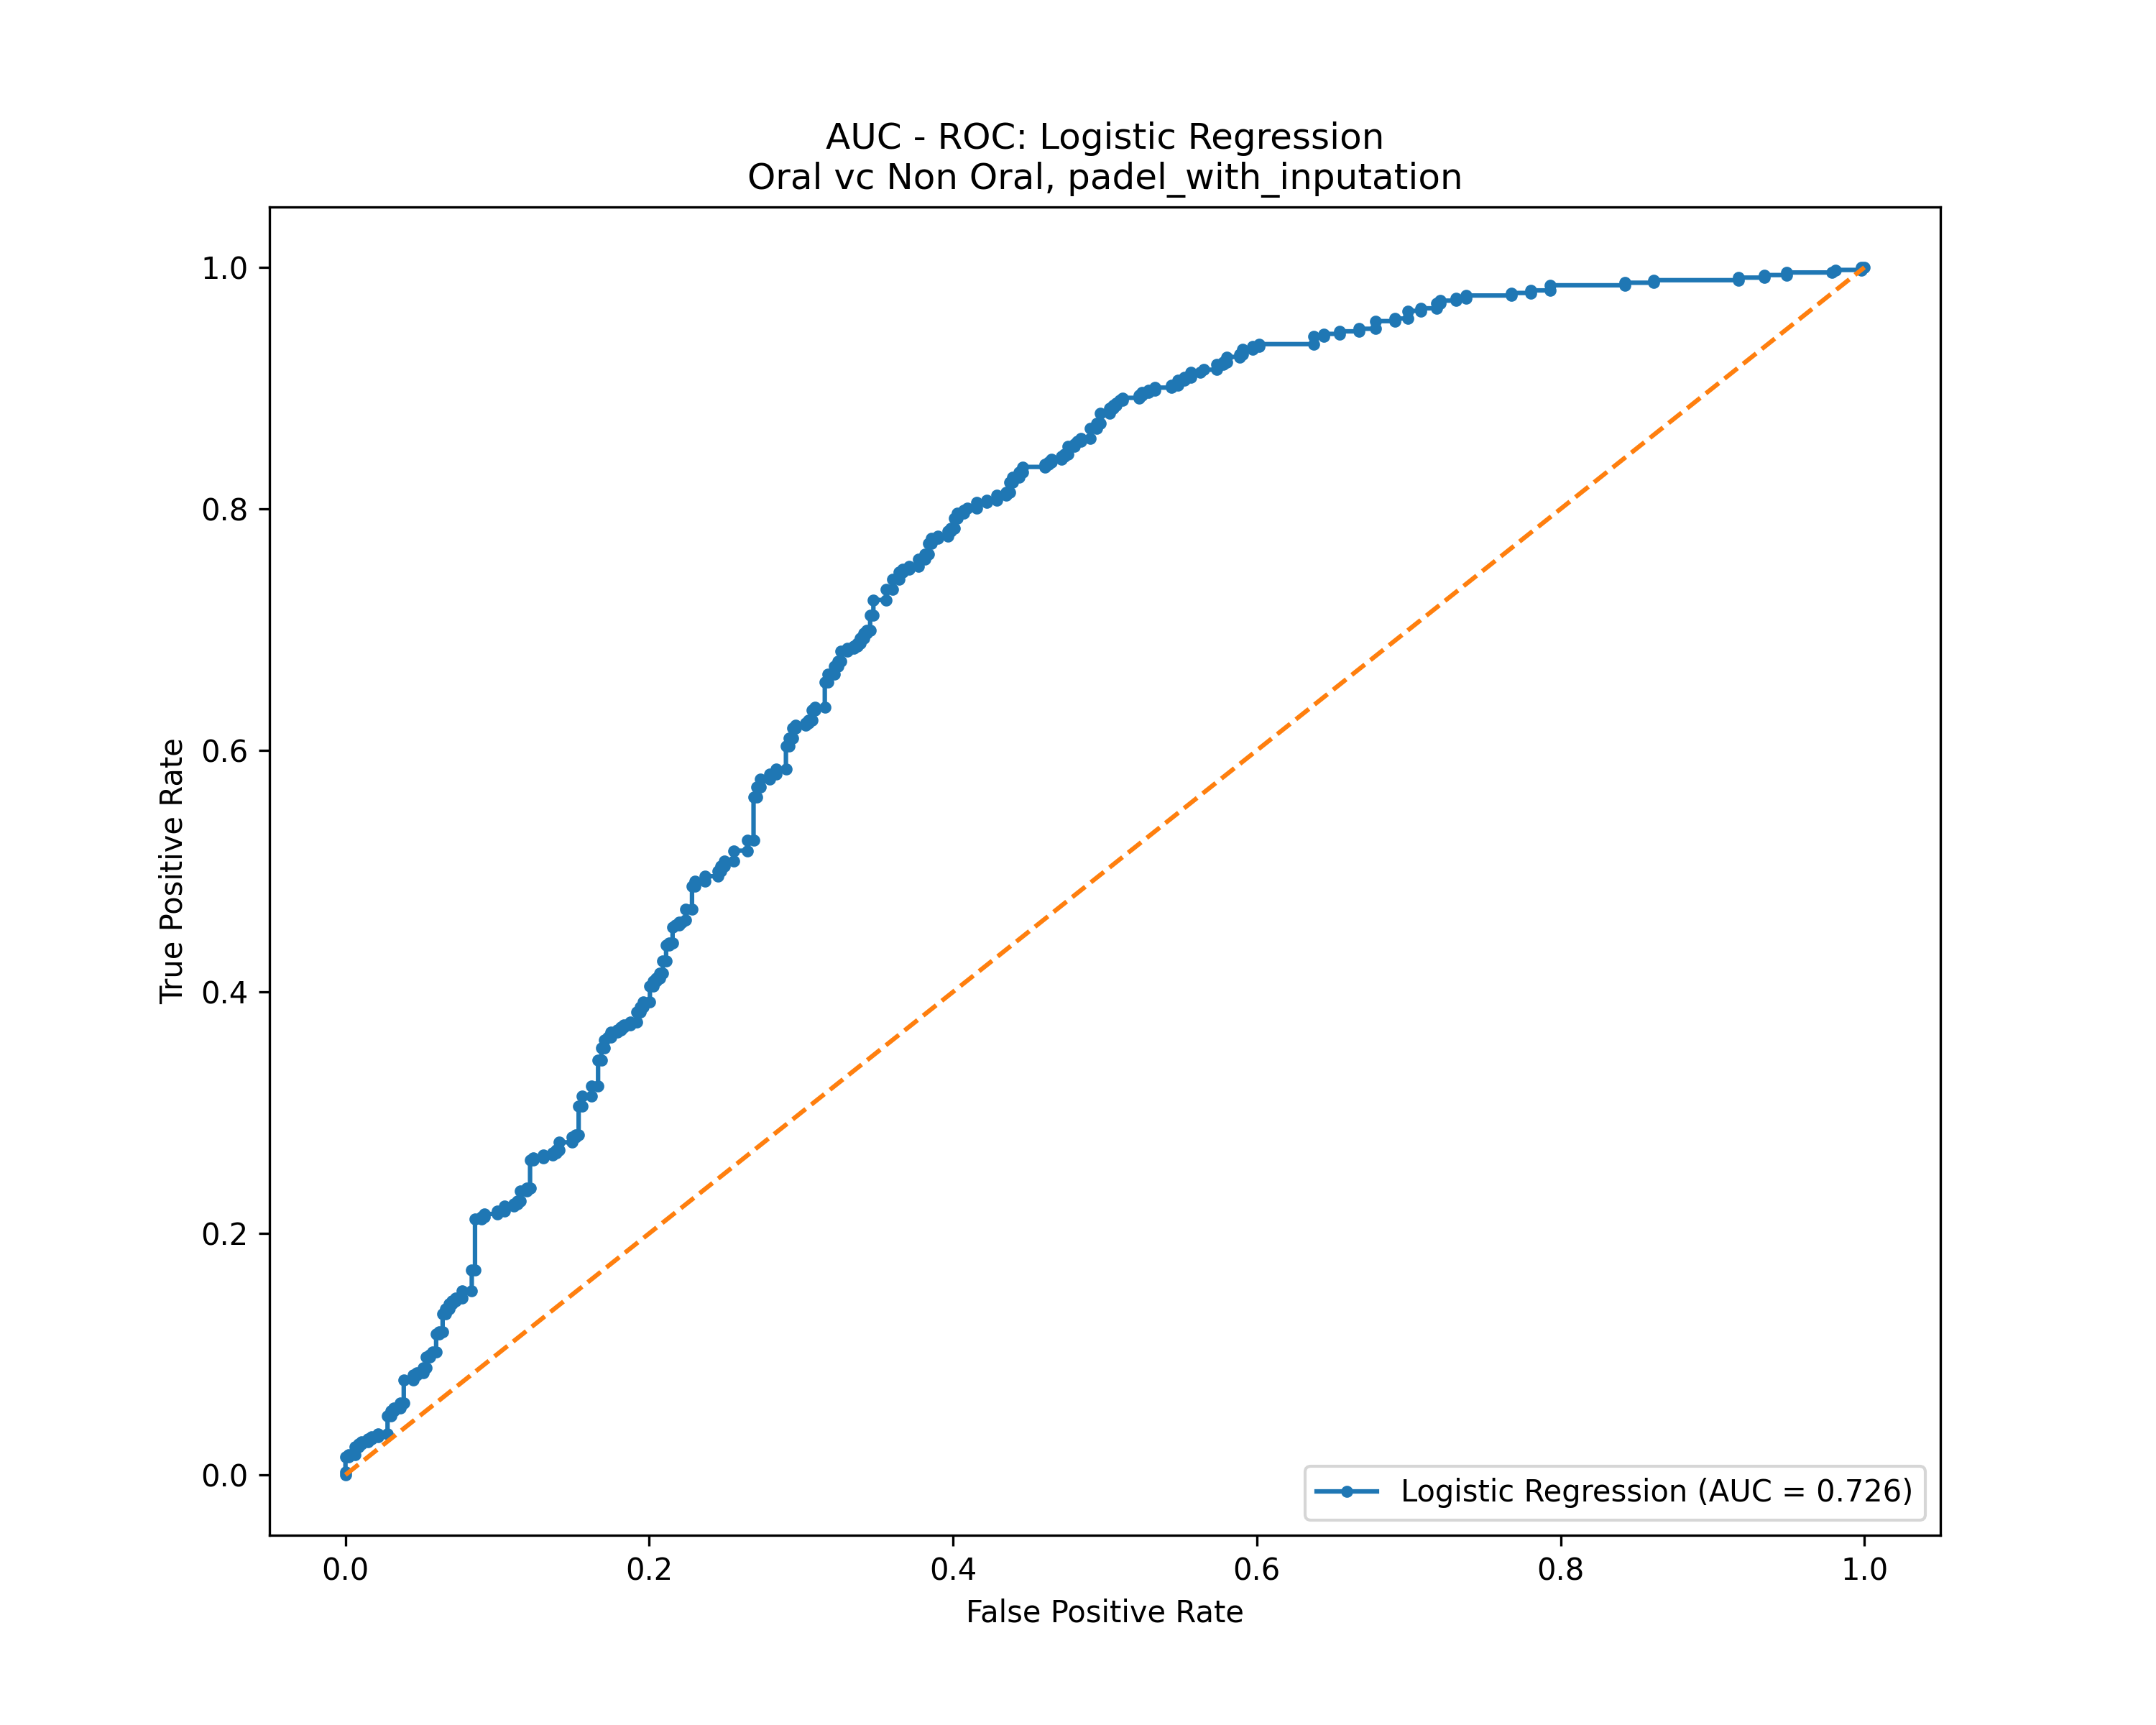 AUC - ROC: Logistic Regression
Oral vc Non Oral, padel_with_inputation
True Positive Rate
1.0
0.8
0.6
0.4
0.2
0.0
Logistic Regression (AUC = 0.726)
0.0 0.2 0.4 0.6 0.8 1.0
False Positive Rate